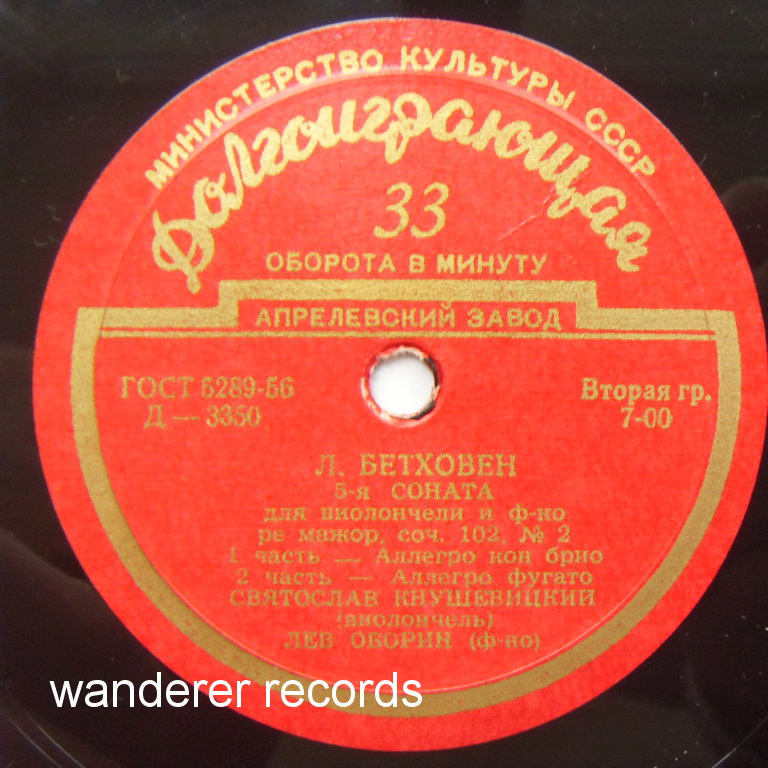 МИНИСТЕРСТВО КУЛЬТУРЫ СССР
Долгоиграющая
33
ОБОРОТА В МИНУТУ
АПРЕЛЕВСКИЙ ЗАВОД
ГОСТ 5289-56
Д — 3350
Вторая гр.
7-00
Л. БЕТХОВЕН
5-я СОНАТА
для виолончели и ф-но
ре мажор, соч. 102, № 2
1 часть — Аллегро кон брио
2 часть — Аллегро фугато
СВЯТОСЛАВ КНУШЕВИЦКИЙ
(виолончель)
ЛЕВ ОБОРИН (ф-но)
wanderer records